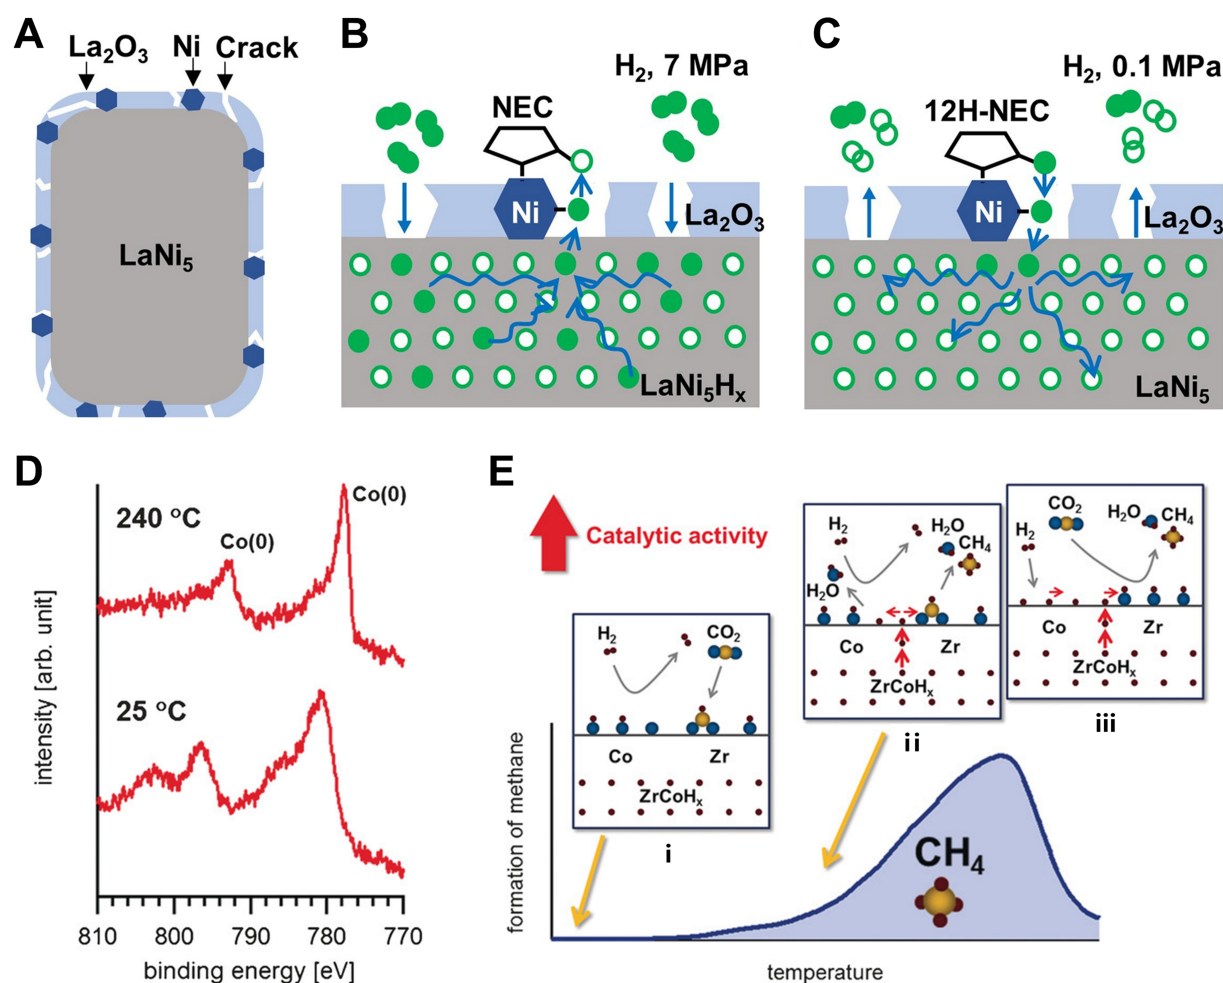 A
La₂O₃
Ni
Crack
LaNi₅
B
H₂, 7 MPa
NEC
Ni
La₂O₃
LaNi₅Hₓ
C
H₂, 0.1 MPa
12H-NEC
Ni
La₂O₃
LaNi₅
D
240 °C
Co(0)
Co(0)
25 °C
intensity [arb. unit]
810 800 790 780 770
binding energy [eV]
E
Catalytic activity
H₂
CO₂
Co
Zr
ZrCoHₓ
i
H₂
H₂O
CH₄
H₂O
Co
Zr
ZrCoHₓ
ii
CO₂
H₂O
CH₄
H₂
Co
Zr
ZrCoHₓ
iii
formation of methane
CH₄
temperature